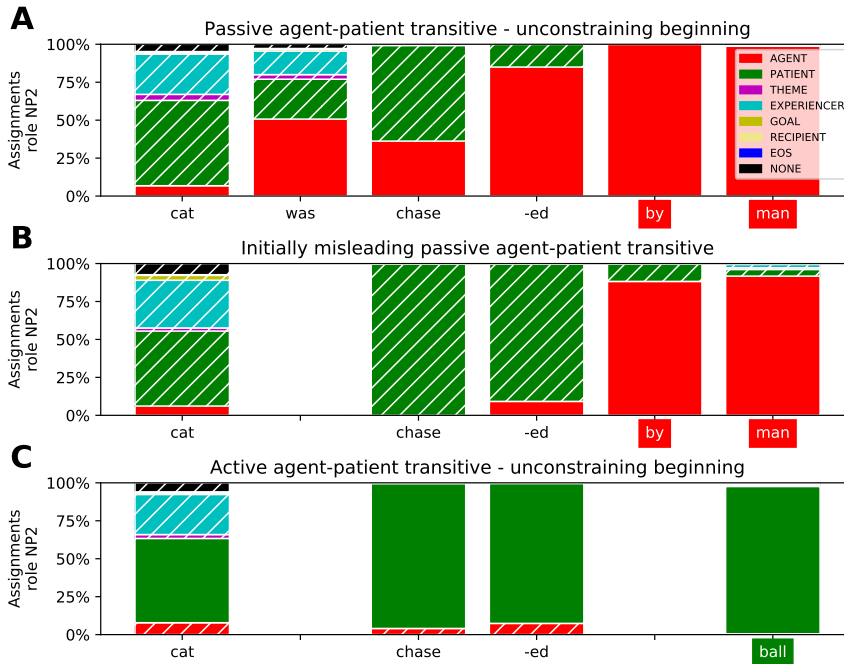 A
Passive agent-patient transitive - unconstraining beginning
Assignments
role NP2
100%
75%
50%
25%
0%
AGENT
PATIENT
THEME
EXPERIENCER
GOAL
RECIPIENT
EOS
NONE
cat was chase -ed by man
B
Initially misleading passive agent-patient transitive
Assignments
role NP2
100%
75%
50%
25%
0%
cat chase -ed by man
C
Active agent-patient transitive - unconstraining beginning
Assignments
role NP2
100%
75%
50%
25%
0%
cat chase -ed ball